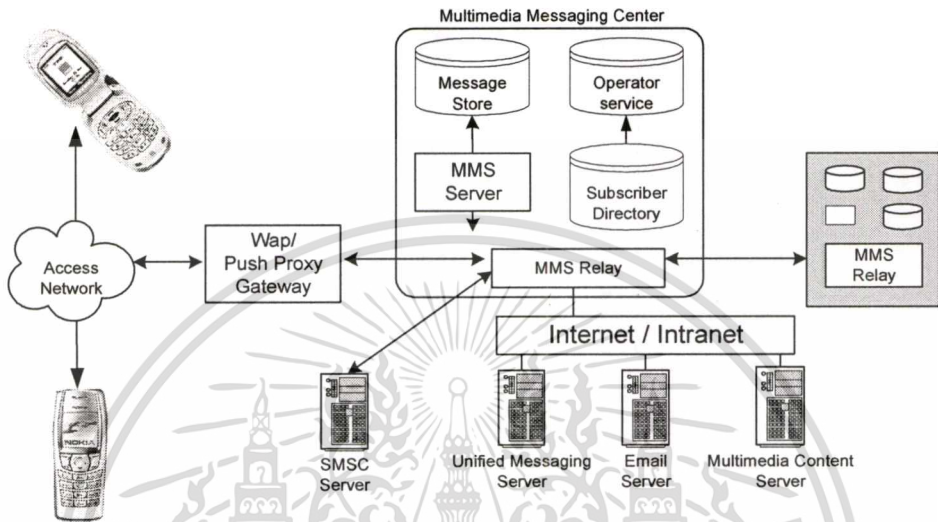 Multimedia Messaging Center
Message
Store
Operator
service
MMS
Server
Subscriber
Directory
Wap/
Push Proxy
Gateway
Access
Network
MMS Relay
MMS
Relay
Internet / Intranet
NOKIA
SMSC
Server
Unified Messaging
Server
Email
Server
Multimedia Content
Server